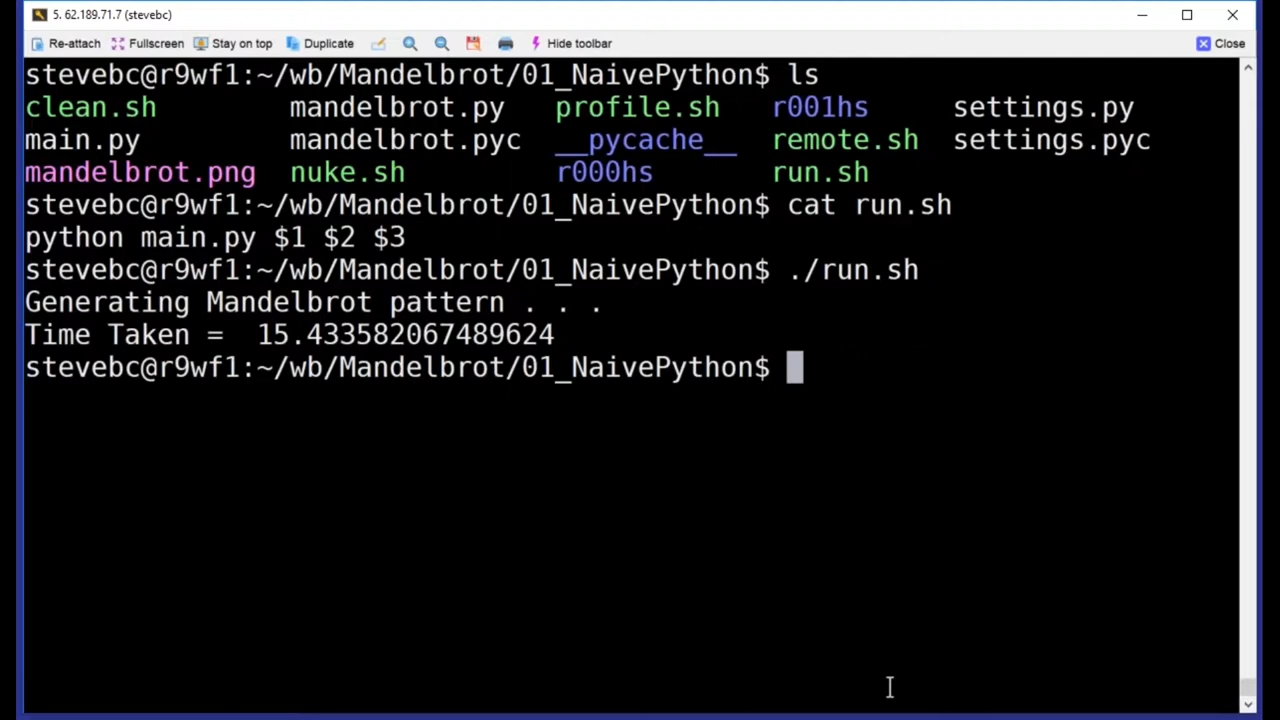 5. 62.189.71.7 (stevebc)
Re-attach Fullscreen Stay on top Duplicate Hide toolbar Close
stevebc@r9wf1:~/wb/Mandelbrot/01_NaivePython$ ls
clean.sh mandelbrot.py profile.sh r001hs settings.py
main.py mandelbrot.pyc __pycache__ remote.sh settings.pyc
mandelbrot.png nuke.sh r000hs run.sh
stevebc@r9wf1:~/wb/Mandelbrot/01_NaivePython$ cat run.sh
python main.py $1 $2 $3
stevebc@r9wf1:~/wb/Mandelbrot/01_NaivePython$ ./run.sh
Generating Mandelbrot pattern . . .
Time Taken =  15.433582067489624
stevebc@r9wf1:~/wb/Mandelbrot/01_NaivePython$